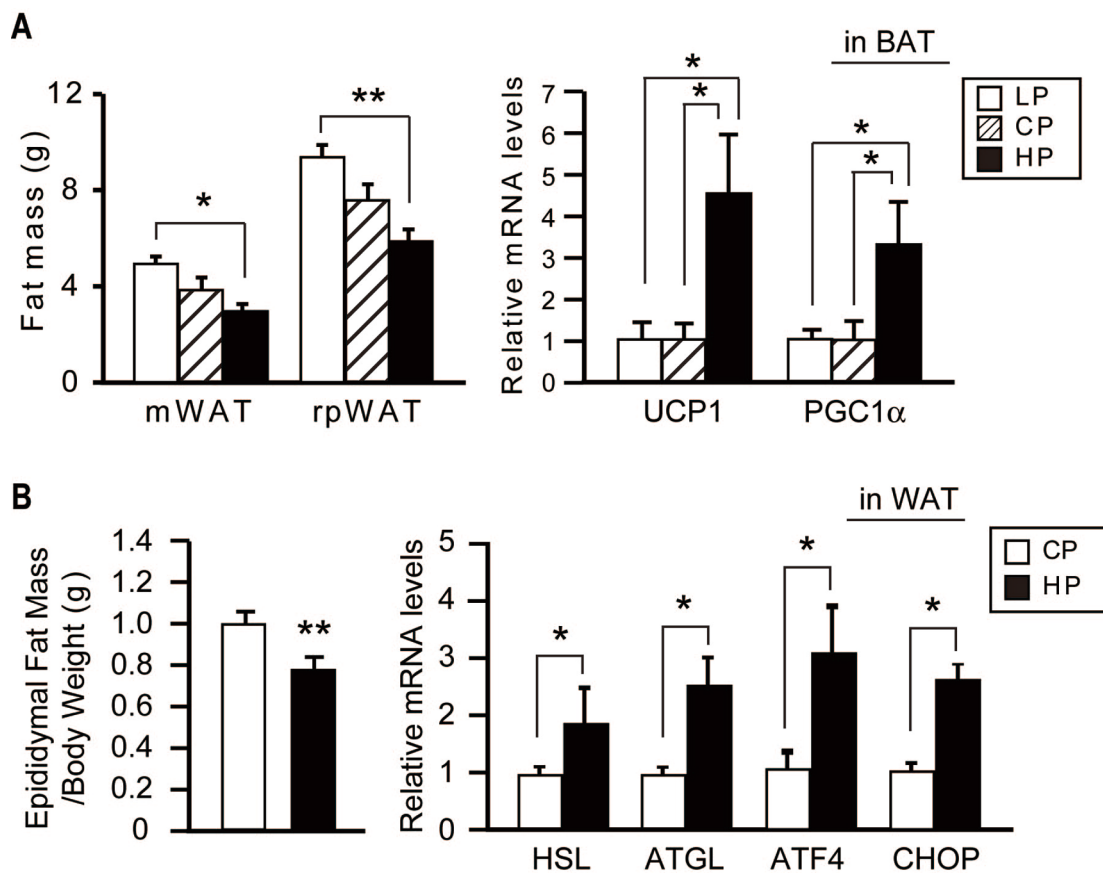 A
in BAT
Fat mass (g)
12
8
4
0
*
**
mWAT
rpWAT
Relative mRNA levels
7
6
5
4
3
2
1
0
*
*
*
*
UCP1
PGC1α
LP
CP
HP
B
in WAT
Epididymal Fat Mass
/Body Weight (g)
1.4
1.2
1.0
0.8
0.6
0.4
0.2
0
**
Relative mRNA levels
5
4
3
2
1
0
*
*
*
*
HSL
ATGL
ATF4
CHOP
CP
HP